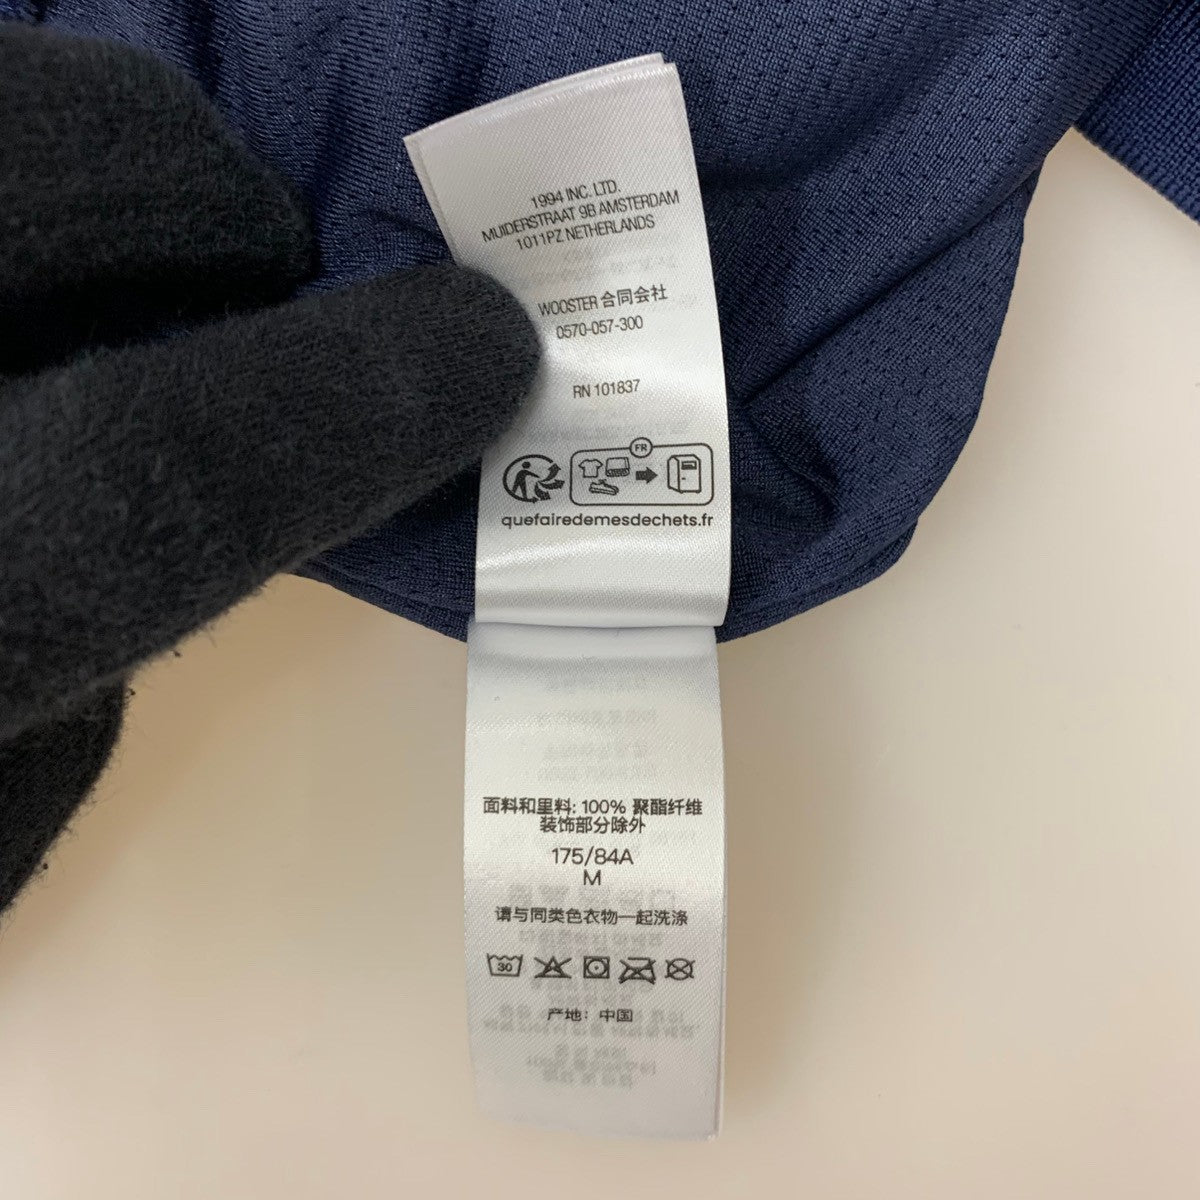 1994 INC. LTD.
MUIDERSTRAAT 9B AMSTERDAM
1011PZ NETHERLANDS
WOOSTER 合同会社
0570-057-300
RN 101837
FR
quefairedemesdechets.fr
面料和里料: 100% 聚酯纤维
装饰部分除外
175/84A
M
请与同类色衣物一起洗涤
30
产地: 中国